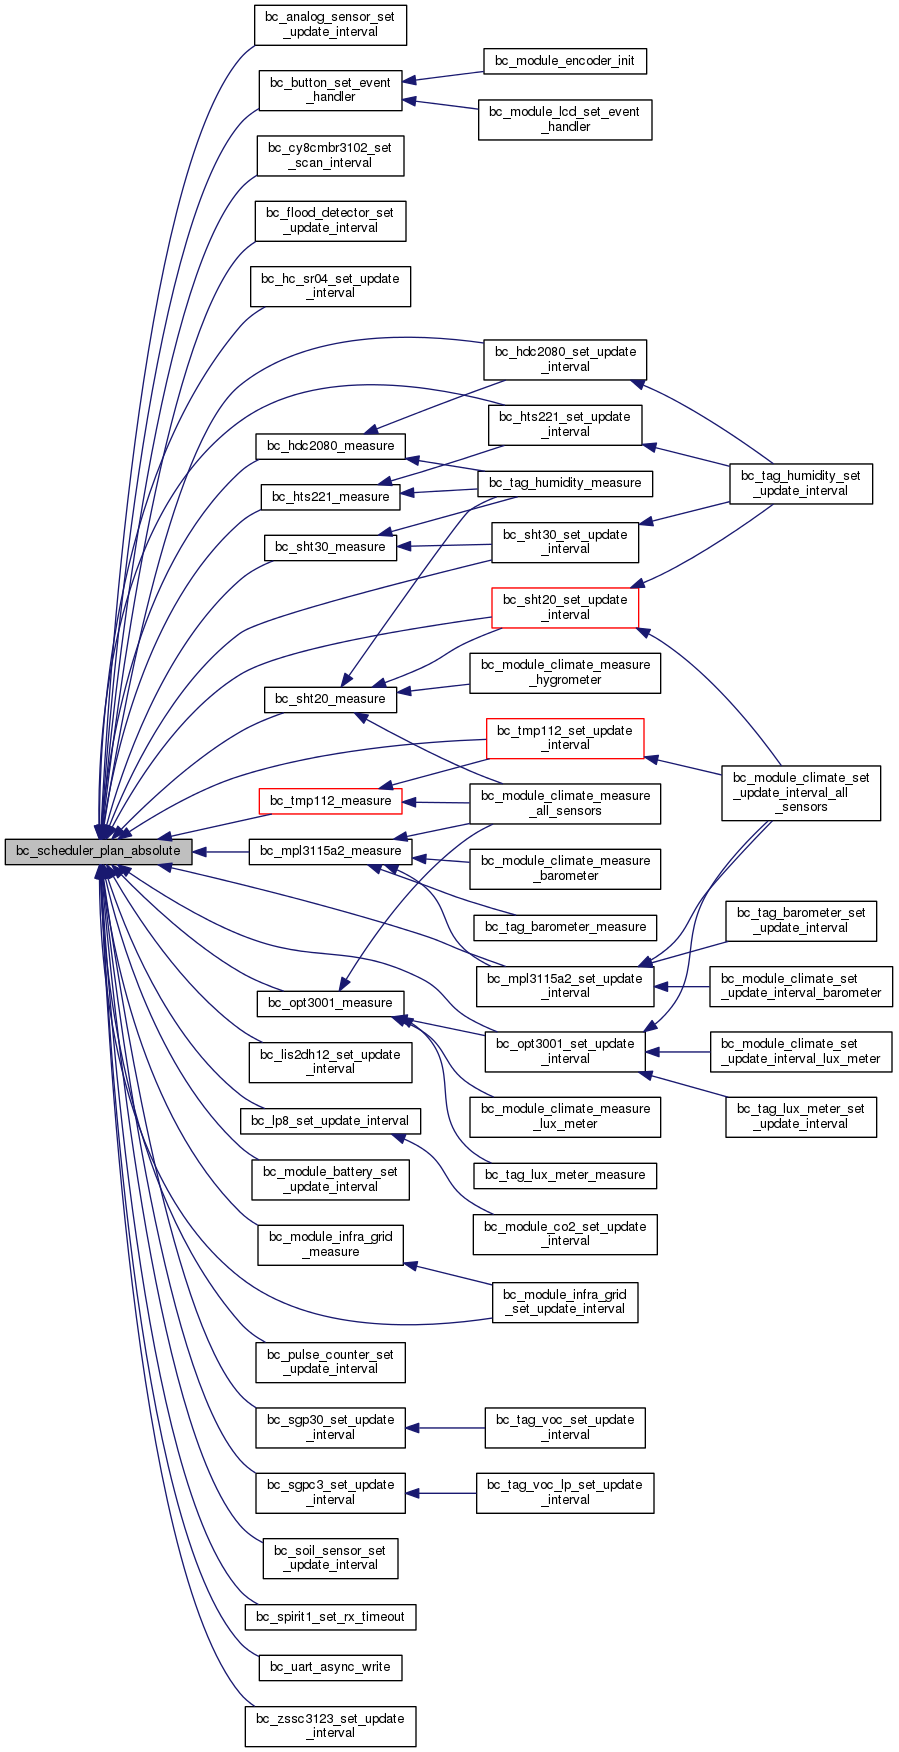 bc_analog_sensor_set
_update_interval
bc_button_set_event
_handler
bc_module_encoder_init
bc_module_lcd_set_event
_handler
bc_cy8cmbr3102_set
_scan_interval
bc_flood_detector_set
_update_interval
bc_hc_sr04_set_update
_interval
bc_hdc2080_set_update
_interval
bc_hts221_set_update
_interval
bc_hdc2080_measure
bc_tag_humidity_measure
bc_tag_humidity_set
_update_interval
bc_hts221_measure
bc_sht30_measure
bc_sht30_set_update
_interval
bc_sht20_set_update
_interval
bc_module_climate_measure
_hygrometer
bc_sht20_measure
bc_tmp112_set_update
_interval
bc_module_climate_set
_update_interval_all
_sensors
bc_tmp112_measure
bc_module_climate_measure
_all_sensors
bc_scheduler_plan_absolute
bc_mpl3115a2_measure
bc_module_climate_measure
_barometer
bc_tag_barometer_measure
bc_tag_barometer_set
_update_interval
bc_mpl3115a2_set_update
_interval
bc_module_climate_set
_update_interval_barometer
bc_opt3001_measure
bc_opt3001_set_update
_interval
bc_module_climate_set
_update_interval_lux_meter
bc_lis2dh12_set_update
_interval
bc_module_climate_measure
_lux_meter
bc_tag_lux_meter_set
_update_interval
bc_lp8_set_update_interval
bc_tag_lux_meter_measure
bc_module_battery_set
_update_interval
bc_module_co2_set_update
_interval
bc_module_infra_grid
_measure
bc_module_infra_grid
_set_update_interval
bc_pulse_counter_set
_update_interval
bc_sgp30_set_update
_interval
bc_tag_voc_set_update
_interval
bc_sgpc3_set_update
_interval
bc_tag_voc_lp_set_update
_interval
bc_soil_sensor_set
_update_interval
bc_spirit1_set_rx_timeout
bc_uart_async_write
bc_zssc3123_set_update
_interval